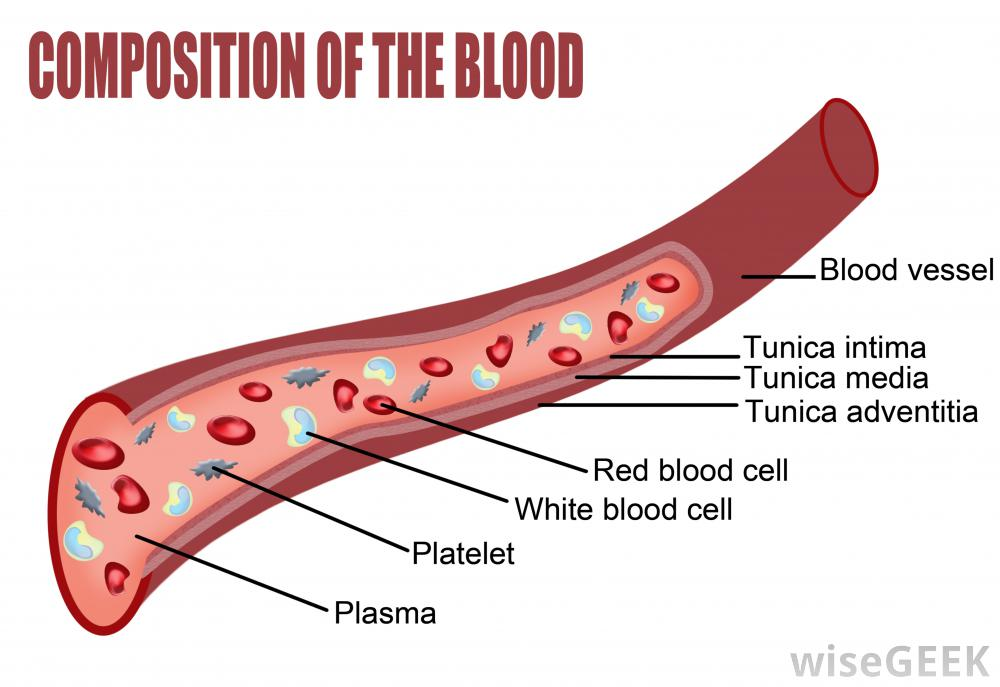 COMPOSITION OF THE BLOOD
Blood vessel
Tunica intima
Tunica media
Tunica adventitia
Red blood cell
White blood cell
Platelet
Plasma
wiseGEEK